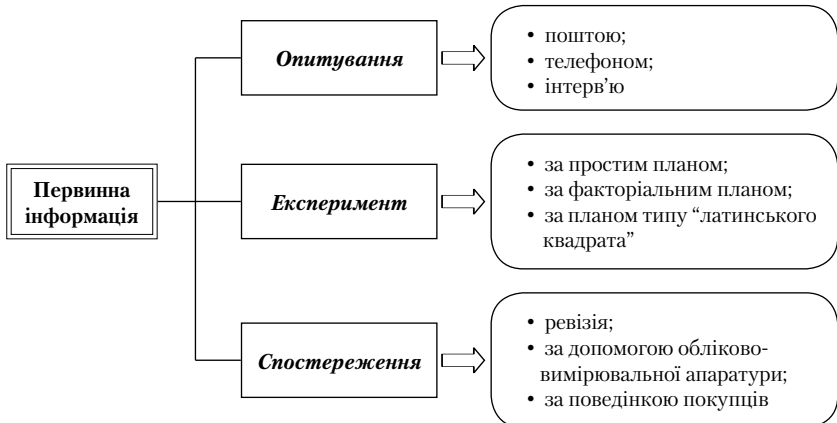 Опитування
• поштою;
• телефоном;
• інтерв’ю
Первинна
інформація
Експеримент
• за простим планом;
• за факторіальним планом;
• за планом типу “латинського
квадрата”
Спостереження
• ревізія;
• за допомогою обліково-
вимірювальної апаратури;
• за поведінкою покупців